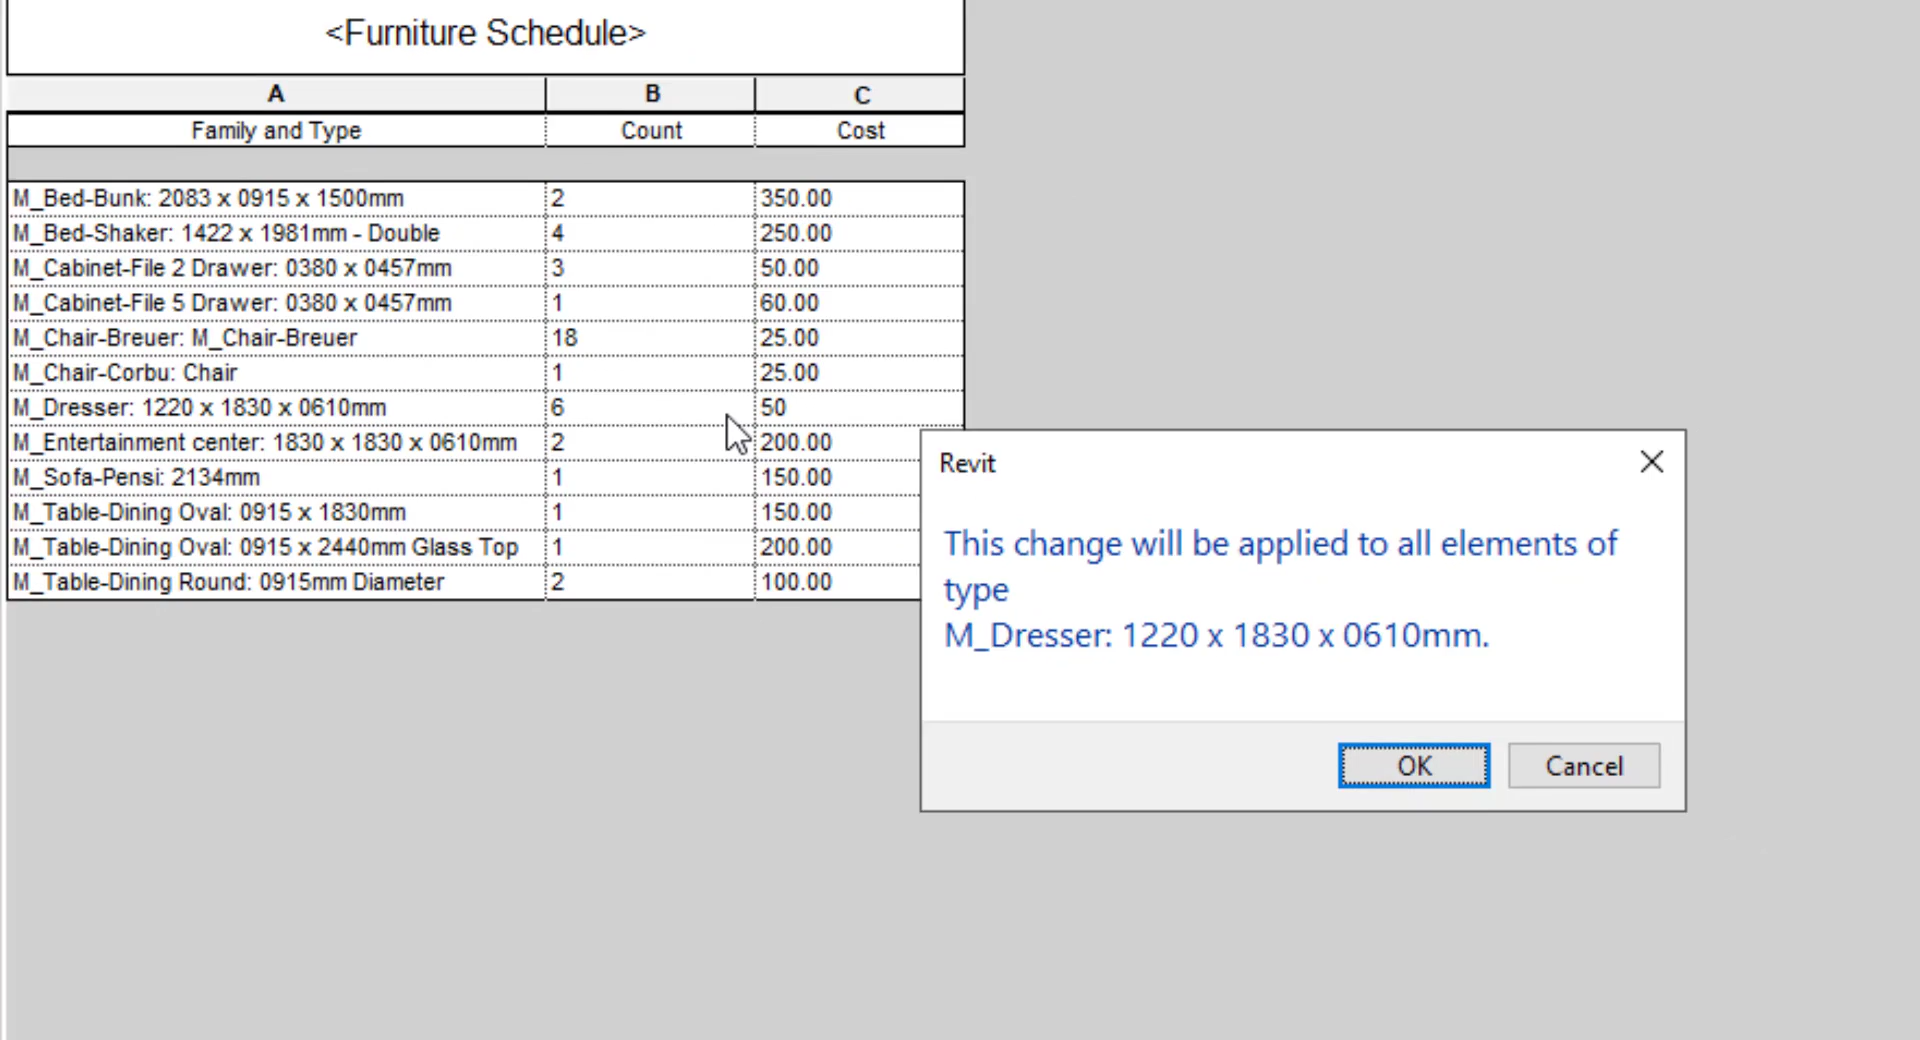 <Furniture Schedule>
A B C
Family and Type Count Cost
M_Bed-Bunk: 2083 x 0915 x 1500mm 2 350.00
M_Bed-Shaker: 1422 x 1981mm - Double 4 250.00
M_Cabinet-File 2 Drawer: 0380 x 0457mm 3 50.00
M_Cabinet-File 5 Drawer: 0380 x 0457mm 1 60.00
M_Chair-Breuer: M_Chair-Breuer 18 25.00
M_Chair-Corbu: Chair 1 25.00
M_Dresser: 1220 x 1830 x 0610mm 6 50
M_Entertainment center: 1830 x 1830 x 0610mm 2 200.00
M_Sofa-Pensi: 2134mm 1 150.00
M_Table-Dining Oval: 0915 x 1830mm 1 150.00
M_Table-Dining Oval: 0915 x 2440mm Glass Top 1 200.00
M_Table-Dining Round: 0915mm Diameter 2 100.00
Revit
This change will be applied to all elements of
type
M_Dresser: 1220 x 1830 x 0610mm.
OK Cancel